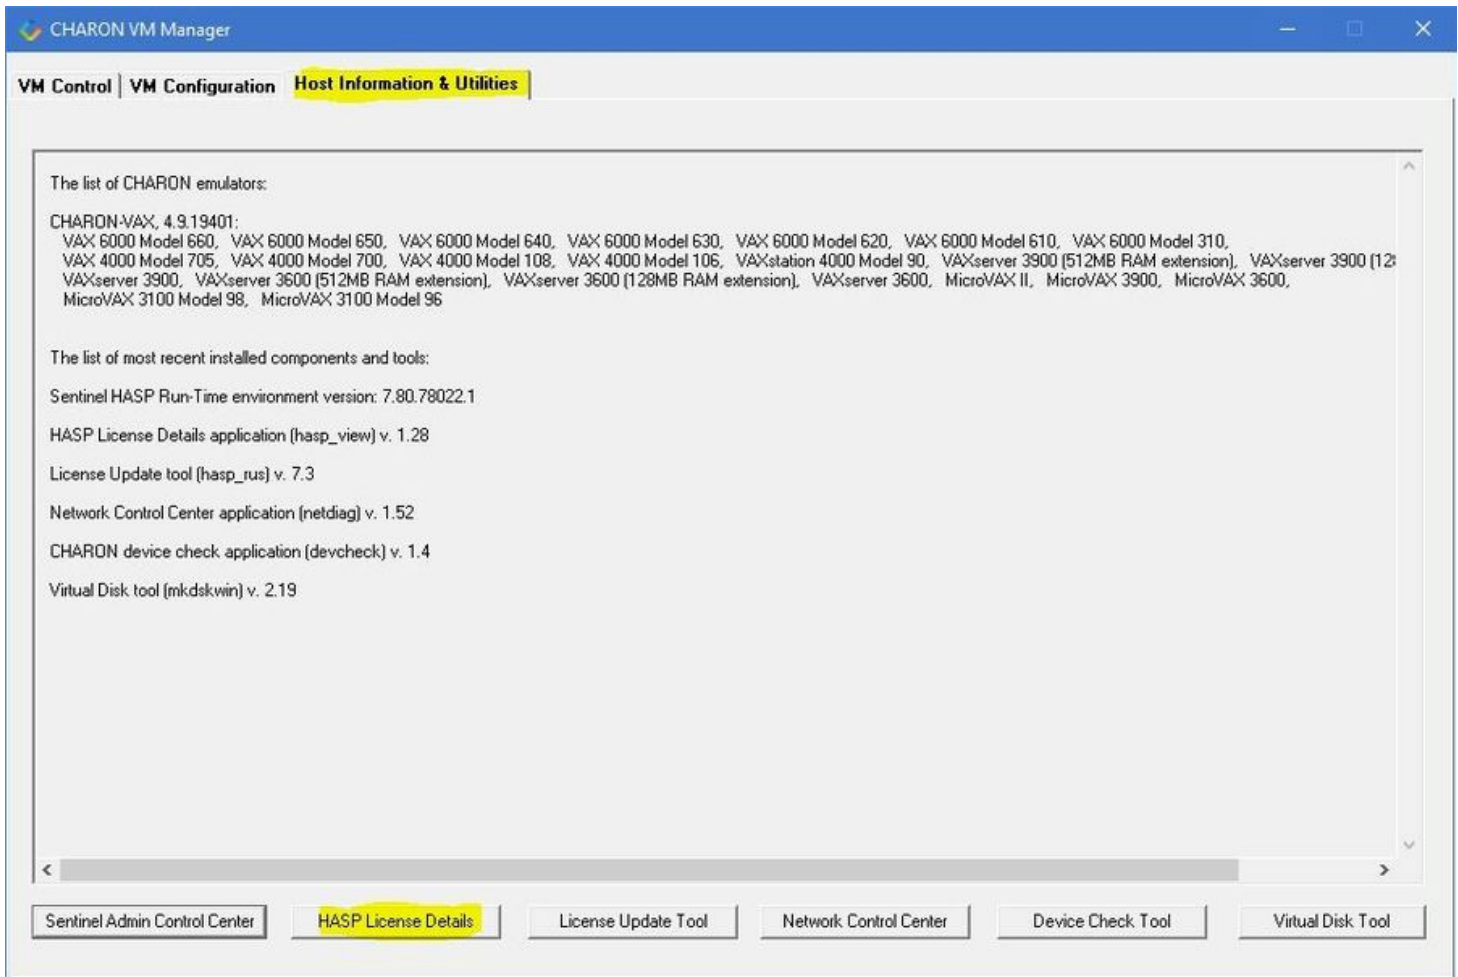 CHARON VM Manager
VM Control VM Configuration Host Information & Utilities
The list of CHARON emulators:
CHARON-VAX, 4.9.19401:
VAX 6000 Model 660, VAX 6000 Model 650, VAX 6000 Model 640, VAX 6000 Model 630, VAX 6000 Model 620, VAX 6000 Model 610, VAX 6000 Model 310,
VAX 4000 Model 705, VAX 4000 Model 700, VAX 4000 Model 108, VAX 4000 Model 106, VAXstation 4000 Model 90, VAXserver 3900 (512MB RAM extension), VAXserver 3900 (128
VAXserver 3900, VAXserver 3600 (512MB RAM extension), VAXserver 3600 (128MB RAM extension), VAXserver 3600, MicroVAX II, MicroVAX 3900, MicroVAX 3600,
MicroVAX 3100 Model 98, MicroVAX 3100 Model 96
The list of most recent installed components and tools:
Sentinel HASP Run-Time environment version: 7.80.78022.1
HASP License Details application (hasp_view) v. 1.28
License Update tool (hasp_rus) v. 7.3
Network Control Center application (netdiag) v. 1.52
CHARON device check application (devcheck) v. 1.4
Virtual Disk tool (mkdskwin) v. 2.19
Sentinel Admin Control Center HASP License Details License Update Tool Network Control Center Device Check Tool Virtual Disk Tool